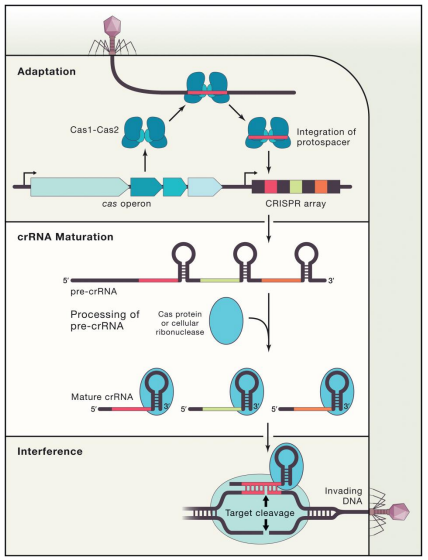 Adaptation
Cas1-Cas2
Integration of
protospacer
cas operon
CRISPR array
crRNA Maturation
5′
3′
pre-crRNA
Processing of
pre-crRNA
Cas protein
or cellular
ribonuclease
Mature crRNA
5′
3′
5′
3′
5′
3′
Interference
Invading
DNA
Target cleavage